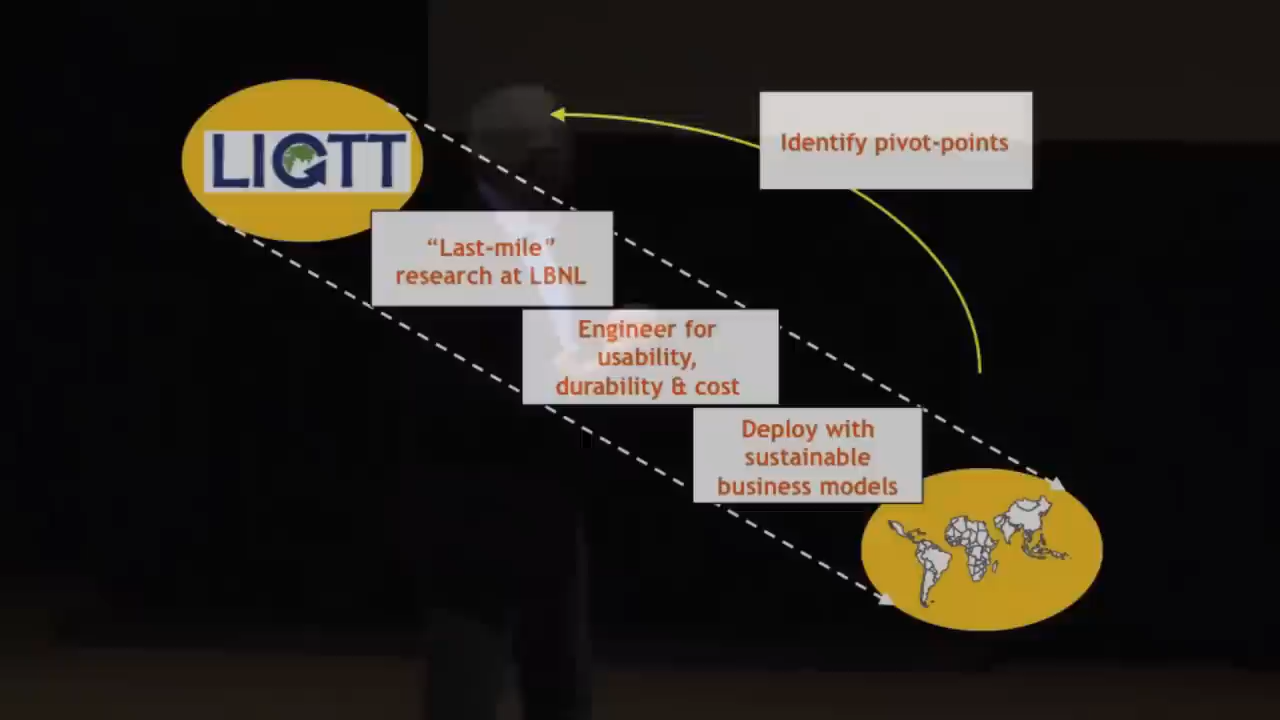 LIGTT
Identify pivot-points
“Last-mile”
research at LBNL
Engineer for
usability,
durability & cost
Deploy with
sustainable
business models